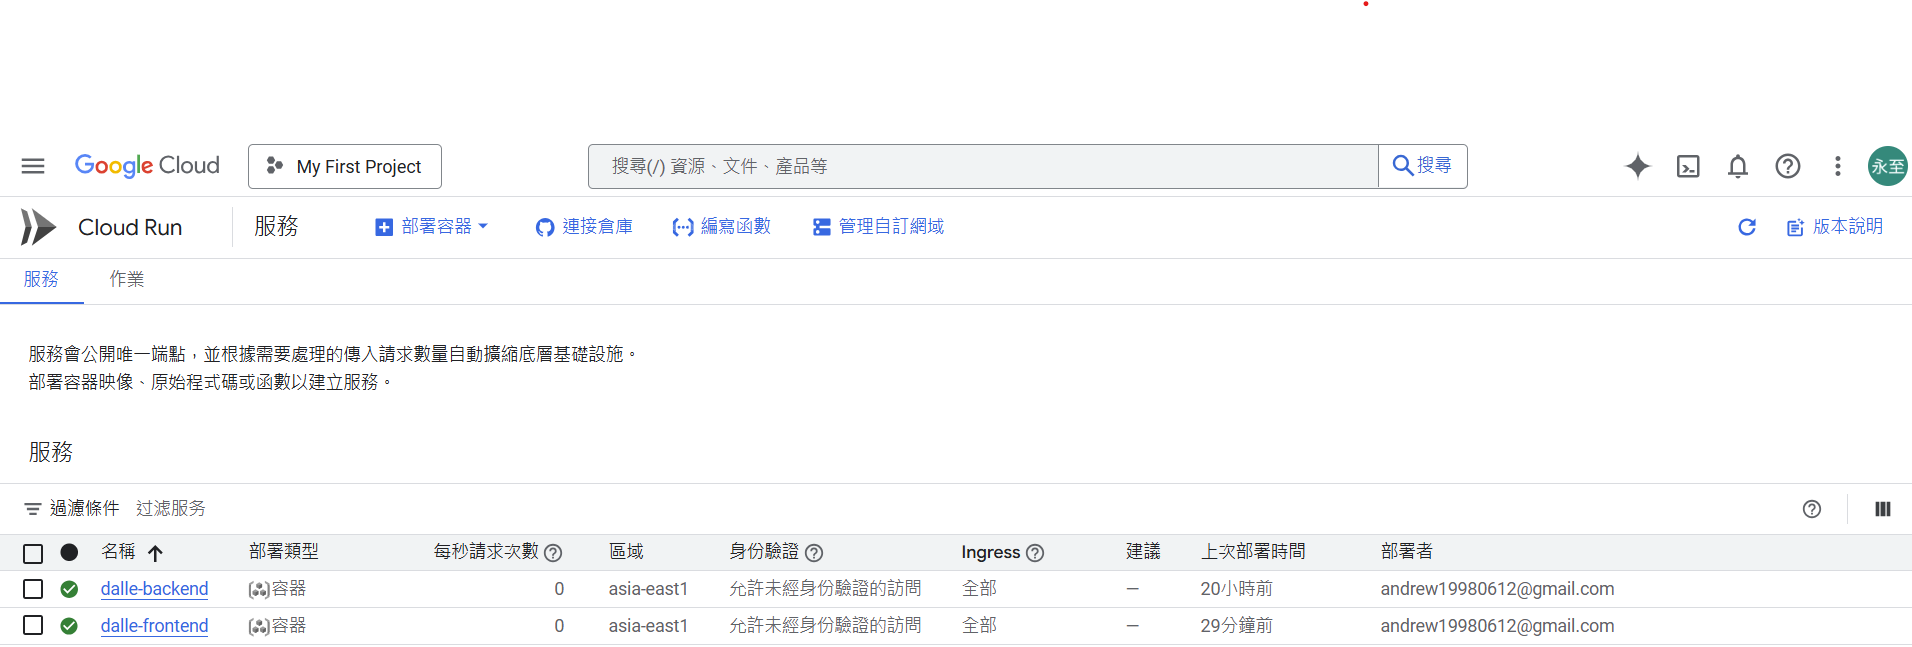 Google Cloud My First Project 搜尋(/) 資源、文件、產品等 搜尋 永至
Cloud Run 服務 部署容器 連接倉庫 編寫函數 管理自訂網域 版本說明
服務 作業
服務會公開唯一端點，並根據需要處理的傳入請求數量自動擴縮底層基礎設施。
部署容器映像、原始程式碼或函數以建立服務。
服務
過濾條件 过滤服务
名稱 部署類型 每秒請求次數 區域 身份驗證 Ingress 建議 上次部署時間 部署者
dalle-backend 容器 0 asia-east1 允許未經身份驗證的訪問 全部 — 20小時前 andrew19980612@gmail.com
dalle-frontend 容器 0 asia-east1 允許未經身份驗證的訪問 全部 — 29分鐘前 andrew19980612@gmail.com